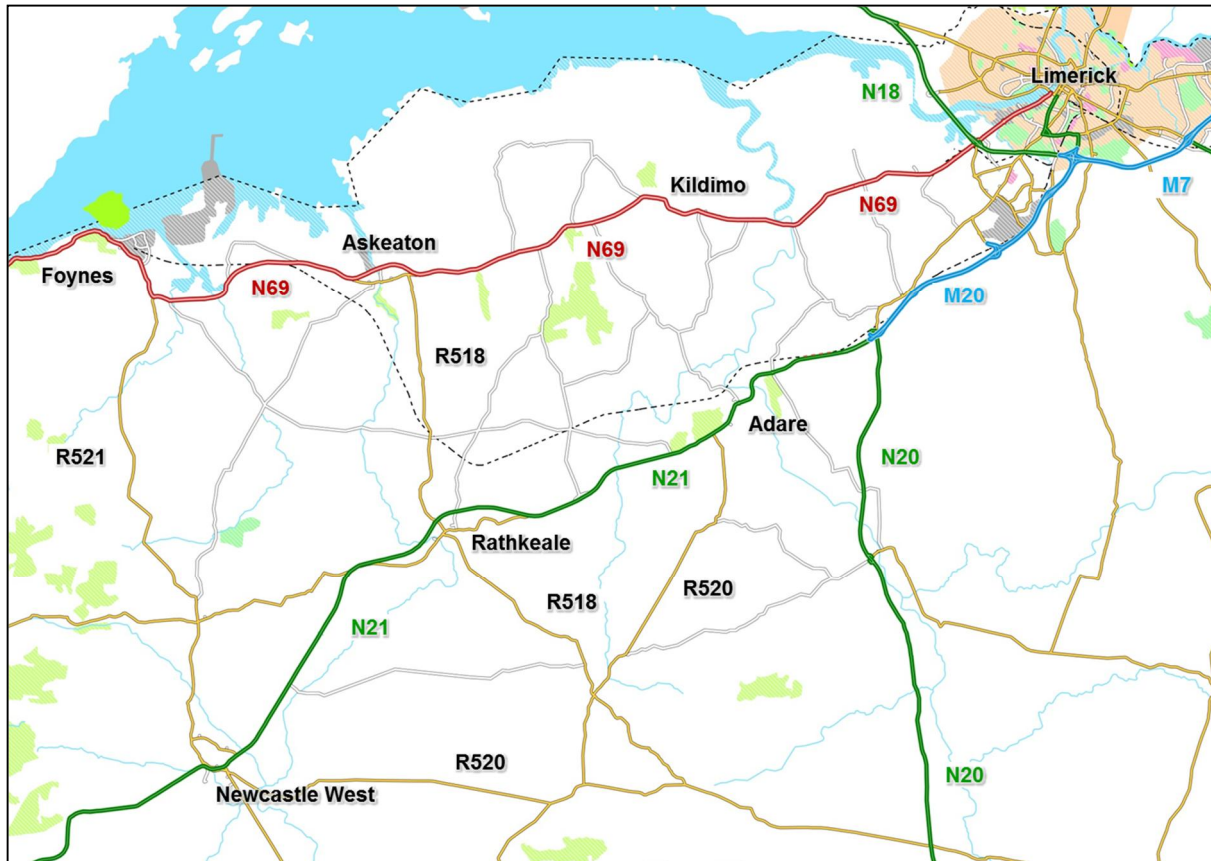 Limerick
N18
Kildimo
M7
N69
Askeaton
N69
Foynes
N69
M20
R518
Adare
R521
N21
N20
Rathkeale
R518
R520
N21
R520
N20
Newcastle West